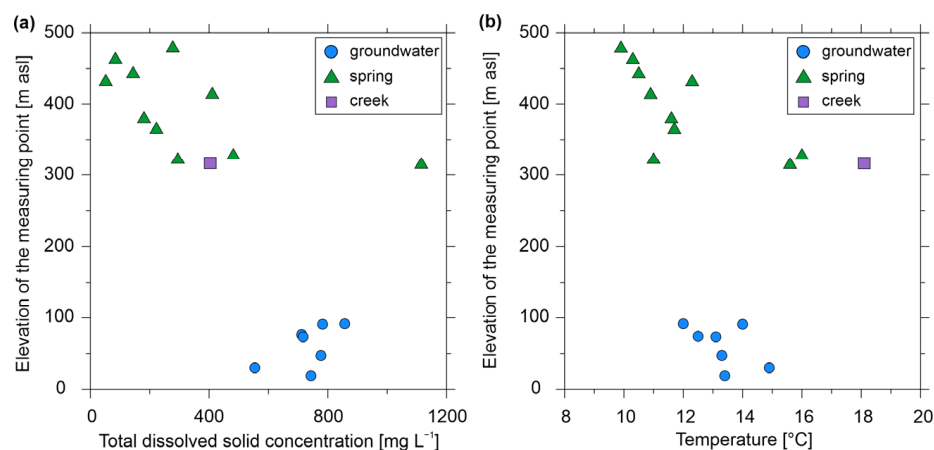 (a)
Elevation of the measuring point [m asl]
500
400
300
200
100
0
groundwater
spring
creek
0 400 800 1200
Total dissolved solid concentration [mg L⁻¹]
(b)
Elevation of the measuring point [m asl]
500
400
300
200
100
0
groundwater
spring
creek
8 10 12 14 16 18 20
Temperature [°C]